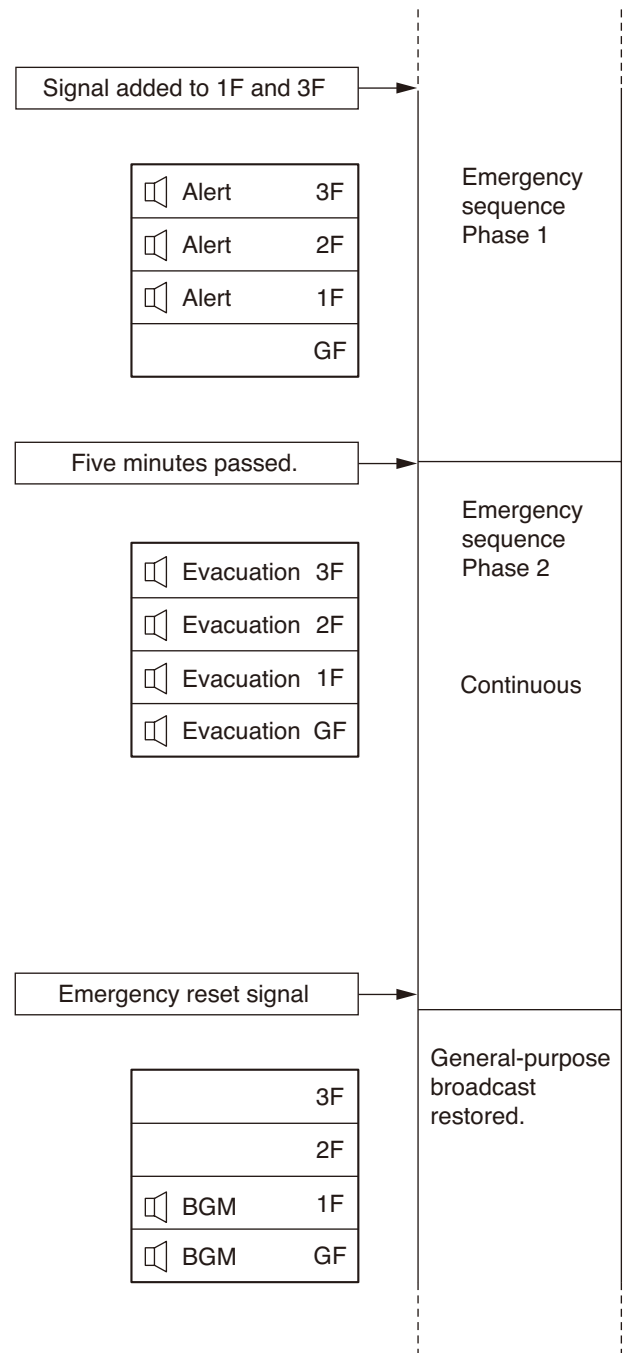 Signal added to 1F and 3F
Emergency
sequence
Phase 1
Alert 3F
Alert 2F
Alert 1F
GF
Five minutes passed.
Emergency
sequence
Phase 2
Continuous
Evacuation 3F
Evacuation 2F
Evacuation 1F
Evacuation GF
Emergency reset signal
General-purpose
broadcast
restored.
3F
2F
BGM 1F
BGM GF